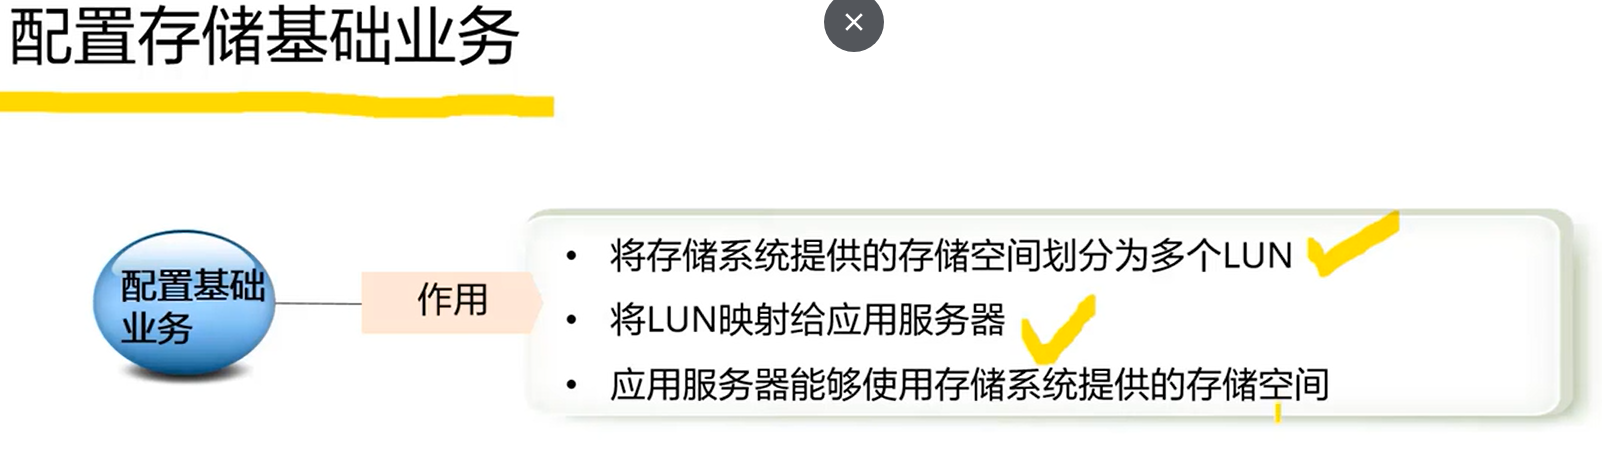 配置存储基础业务
配置基础
业务
作用
• 将存储系统提供的存储空间划分为多个LUN
• 将LUN映射给应用服务器
• 应用服务器能够使用存储系统提供的存储空间